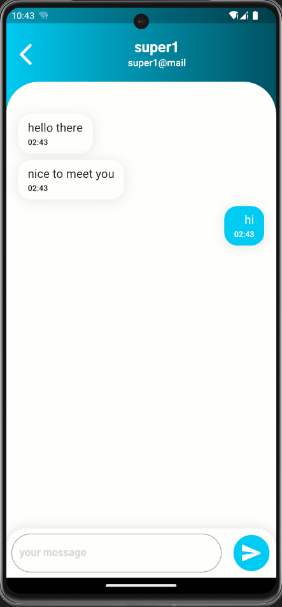 10:43
super1
super1@mail
hello there
02:43
nice to meet you
02:43
hi
02:43
your message